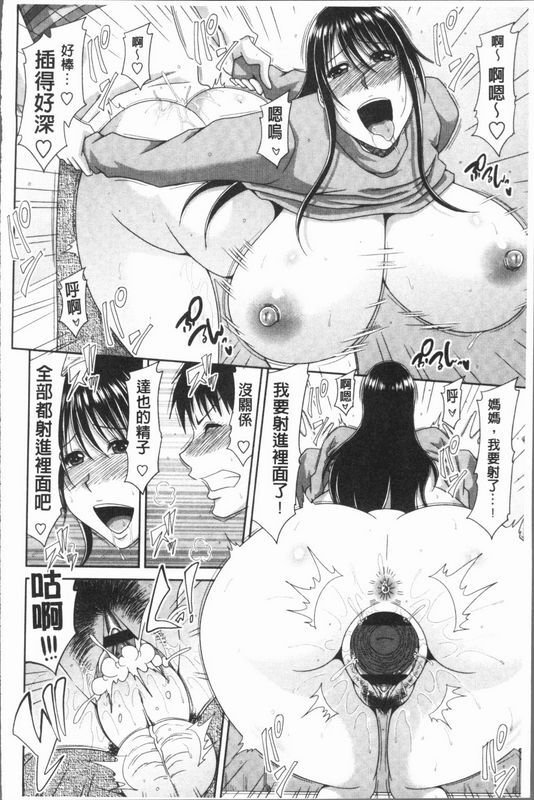 啊～♡
啊嗯～♡
嗯嗚♡
啊～♡
好棒…♡
插得好深♡
呼啊♡
媽媽，我要射了…！
呼♡
啊嗯♡
我要射進裡面了！
沒關係
達也的精子
全部都射進裡面吧♡
咕啊!!!